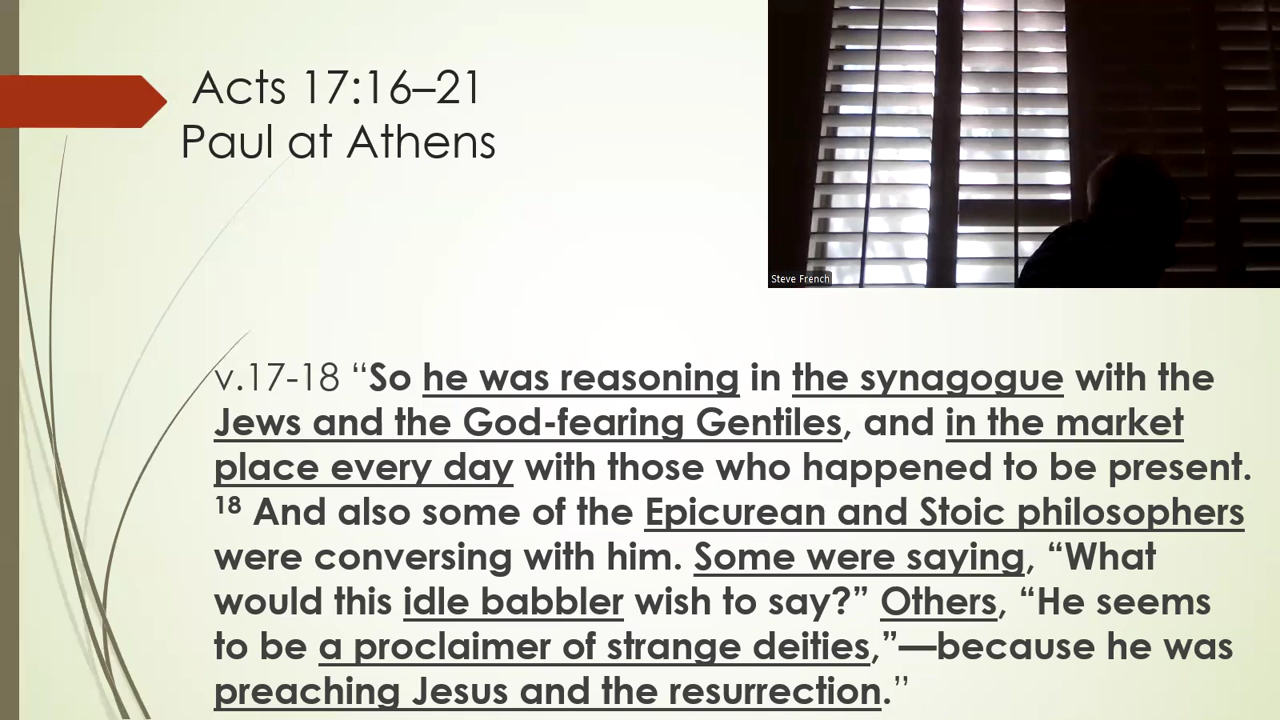 Acts 17:16–21
Paul at Athens
Steve French
v.17-18 “So he was reasoning in the synagogue with the
Jews and the God-fearing Gentiles, and in the market
place every day with those who happened to be present.
¹⁸ And also some of the Epicurean and Stoic philosophers
were conversing with him. Some were saying, “What
would this idle babbler wish to say?” Others, “He seems
to be a proclaimer of strange deities,”—because he was
preaching Jesus and the resurrection.”